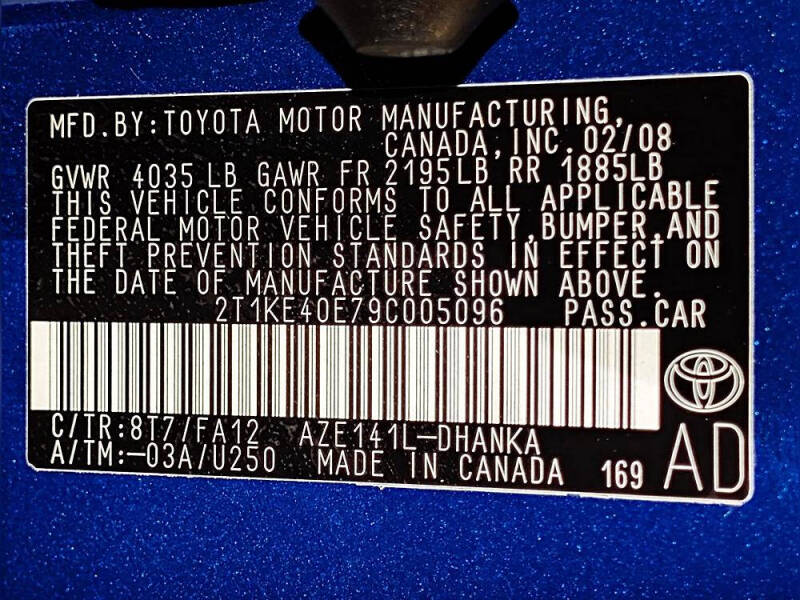 MFD.BY:TOYOTA MOTOR MANUFACTURING,
CANADA, INC. 02/08
GVWR 4035 LB GAWR FR 2195LB RR 1885LB
THIS VEHICLE CONFORMS TO ALL APPLICABLE
FEDERAL MOTOR VEHICLE SAFETY,BUMPER,AND
THEFT PREVENTION STANDARDS IN EFFECT ON
THE DATE OF MANUFACTURE SHOWN ABOVE.
2T1KE40E79C005096 PASS.CAR
C/TR:8T7/FA12 AZE141L-DHANKA
A/TM:-03A/U250 MADE IN CANADA 169 AD